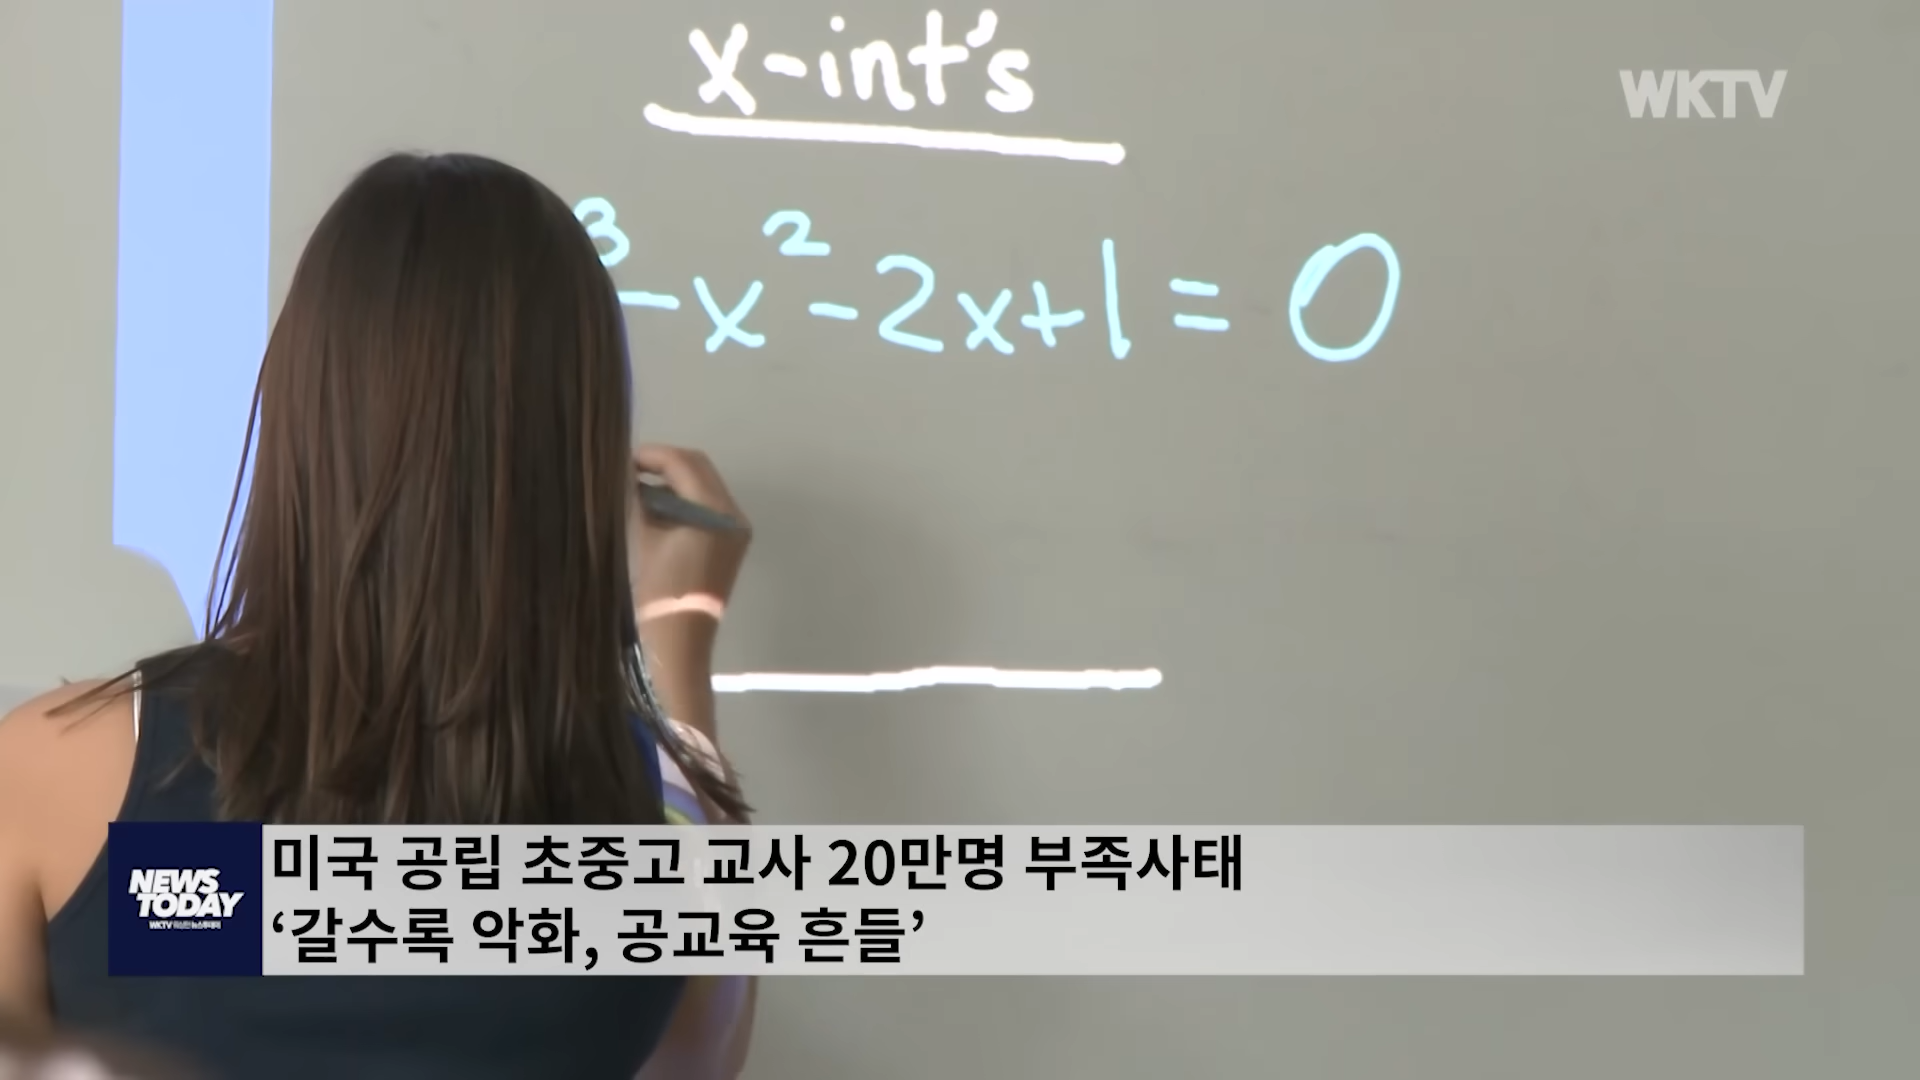 x-int's
WKTV
³-x²-2x+1=0
NEWS
TODAY
미국 공립 초중고 교사 20만명 부족사태
‘갈수록 악화, 공교육 흔들’